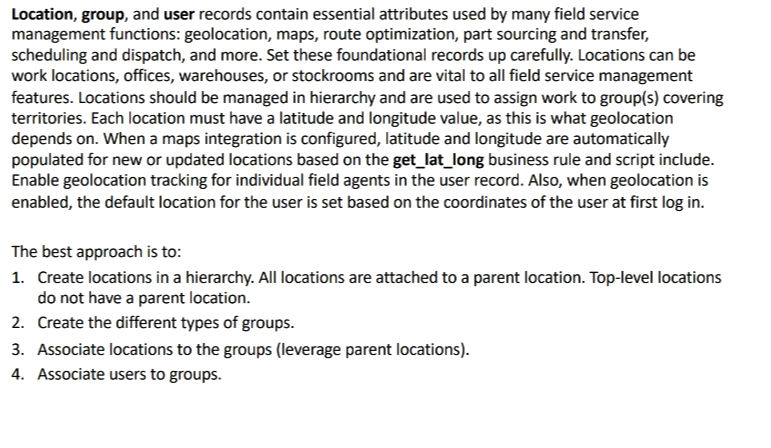 Location, group, and user records contain essential attributes used by many field service
management functions: geolocation, maps, route optimization, part sourcing and transfer,
scheduling and dispatch, and more. Set these foundational records up carefully. Locations can be
work locations, offices, warehouses, or stockrooms and are vital to all field service management
features. Locations should be managed in hierarchy and are used to assign work to group(s) covering
territories. Each location must have a latitude and longitude value, as this is what geolocation
depends on. When a maps integration is configured, latitude and longitude are automatically
populated for new or updated locations based on the get_lat_long business rule and script include.
Enable geolocation tracking for individual field agents in the user record. Also, when geolocation is
enabled, the default location for the user is set based on the coordinates of the user at first log in.
The best approach is to:
1. Create locations in a hierarchy. All locations are attached to a parent location. Top-level locations
do not have a parent location.
2. Create the different types of groups.
3. Associate locations to the groups (leverage parent locations).
4. Associate users to groups.